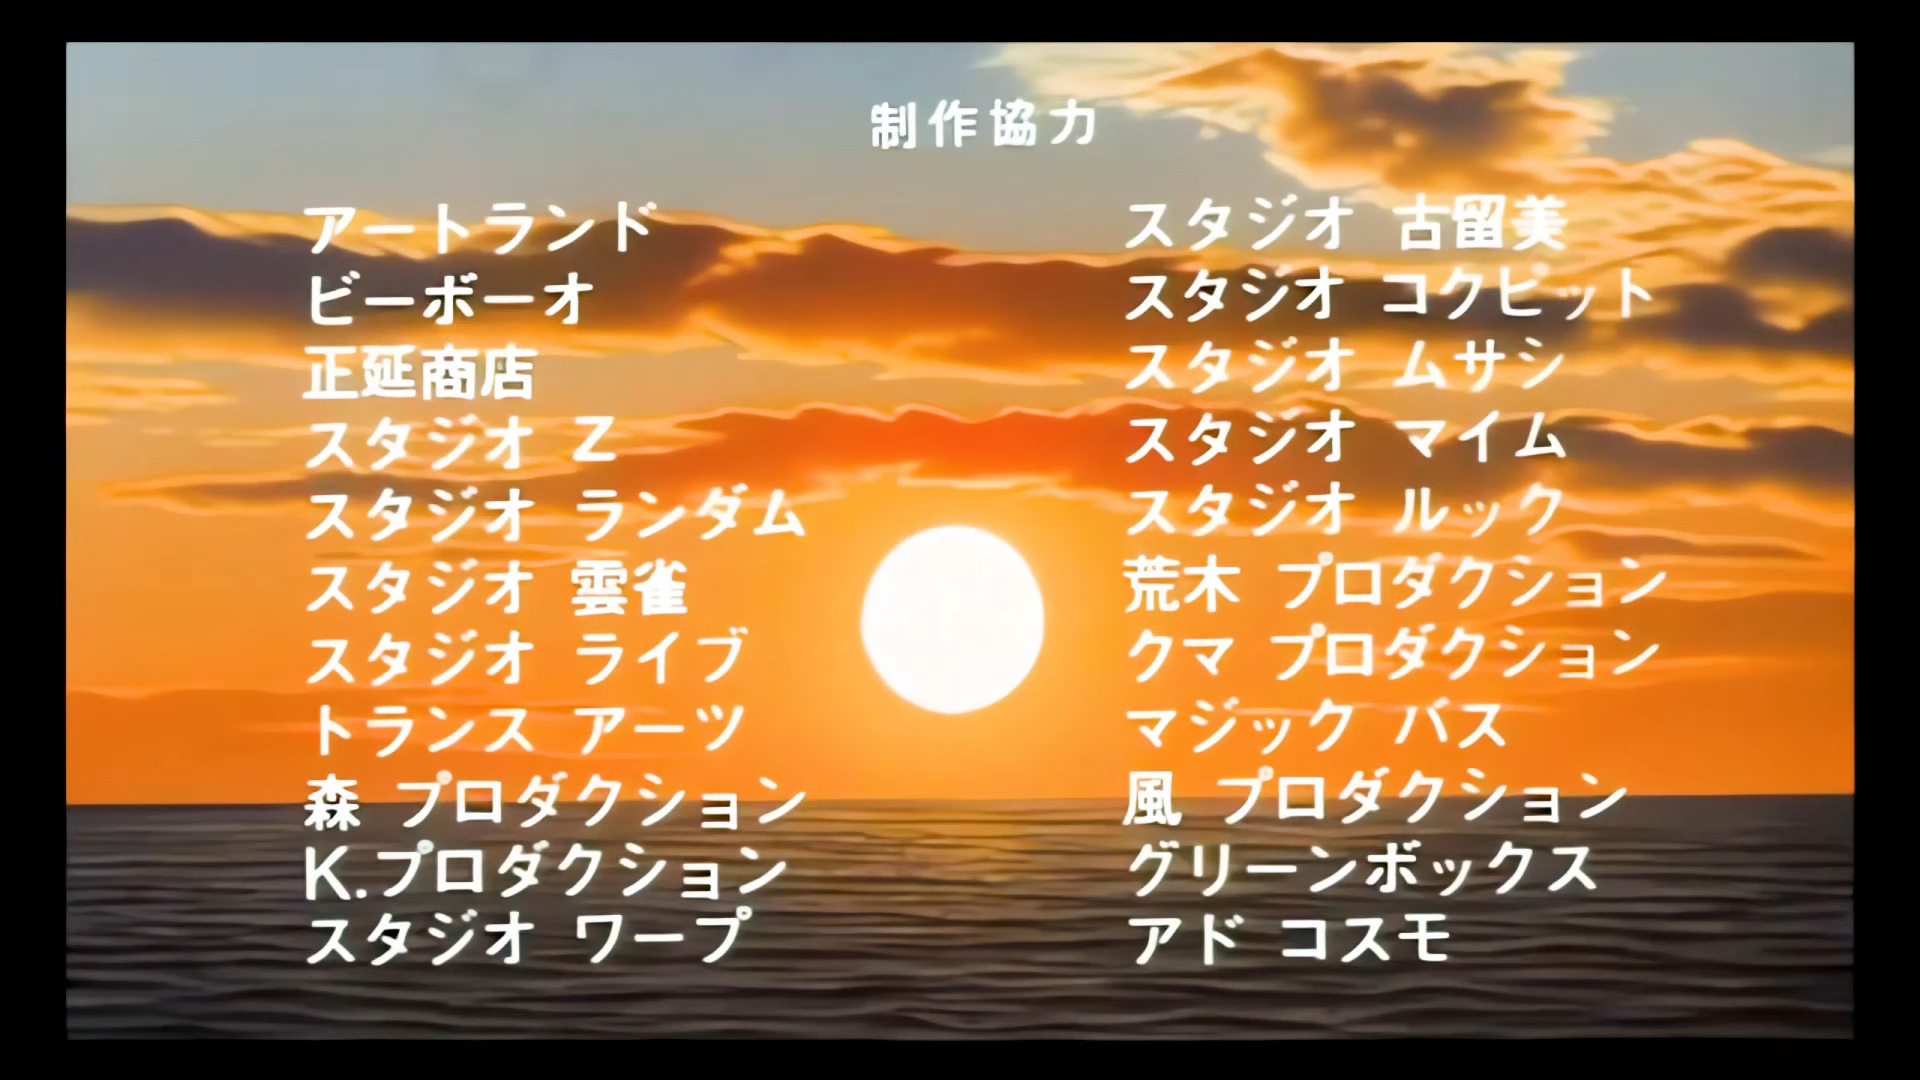 制作協力
アートランド
ビーボーオ
正延商店
スタジオ Z
スタジオ ランダム
スタジオ 雲雀
スタジオ ライブ
トランス アーツ
森 プロダクション
K.プロダクション
スタジオ ワープ
スタジオ 古留美
スタジオ コクピット
スタジオ ムサシ
スタジオ マイム
スタジオ ルック
荒木 プロダクション
クマ プロダクション
マジック バス
風 プロダクション
グリーンボックス
アド コスモ